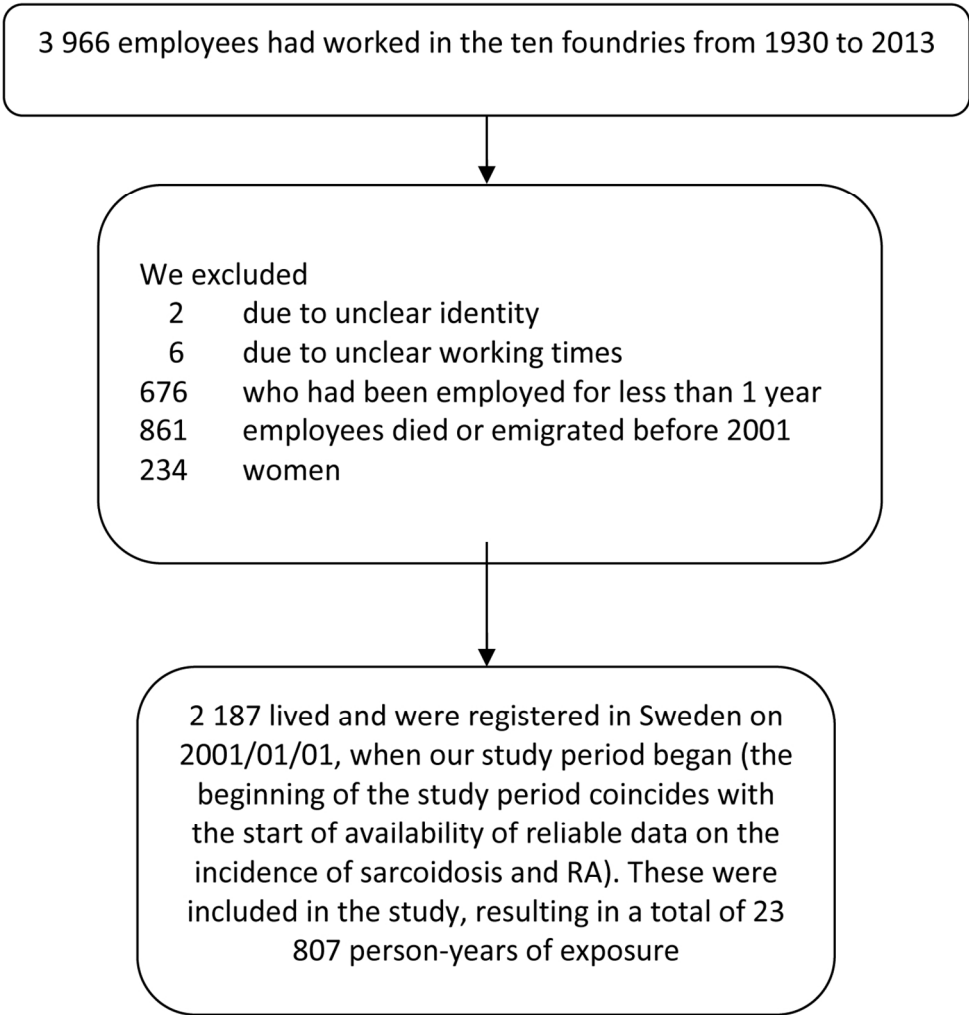 3 966 employees had worked in the ten foundries from 1930 to 2013
We excluded
2 due to unclear identity
6 due to unclear working times
676 who had been employed for less than 1 year
861 employees died or emigrated before 2001
234 women
2 187 lived and were registered in Sweden on
2001/01/01, when our study period began (the
beginning of the study period coincides with
the start of availability of reliable data on the
incidence of sarcoidosis and RA). These were
included in the study, resulting in a total of 23
807 person-years of exposure